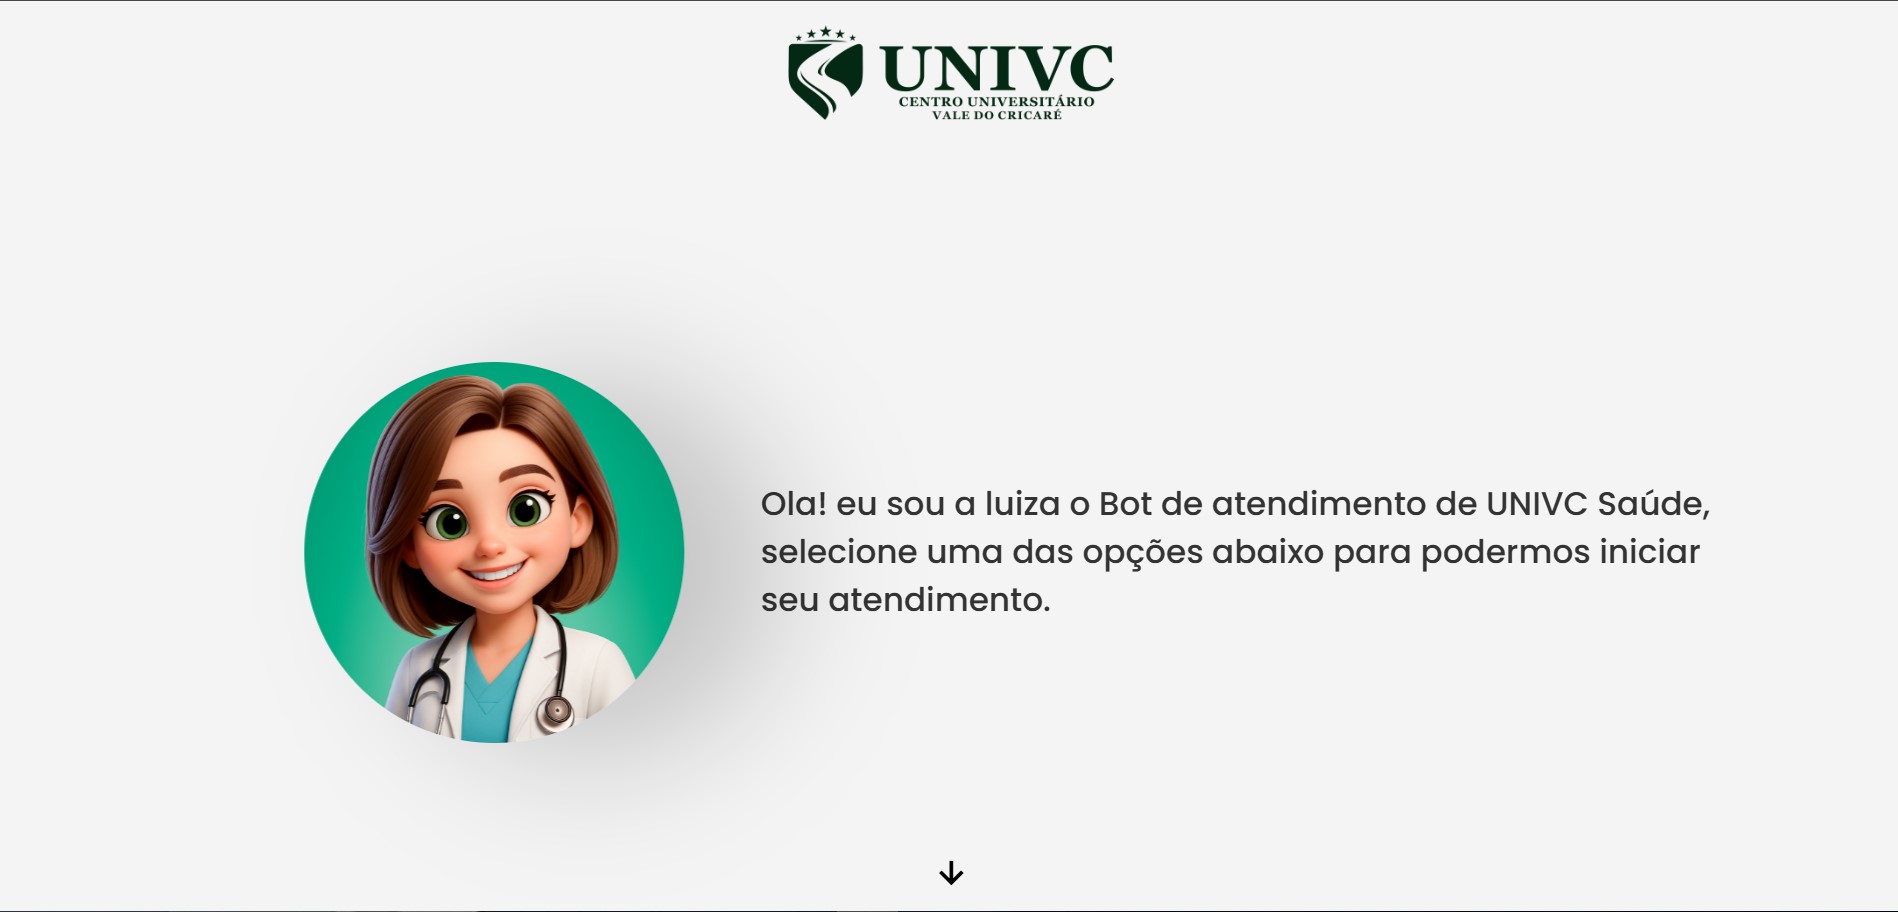 UNIVC
CENTRO UNIVERSITÁRIO
VALE DO CRICARÉ
Ola! eu sou a luiza o Bot de atendimento de UNIVC Saúde,
selecione uma das opções abaixo para podermos iniciar
seu atendimento.